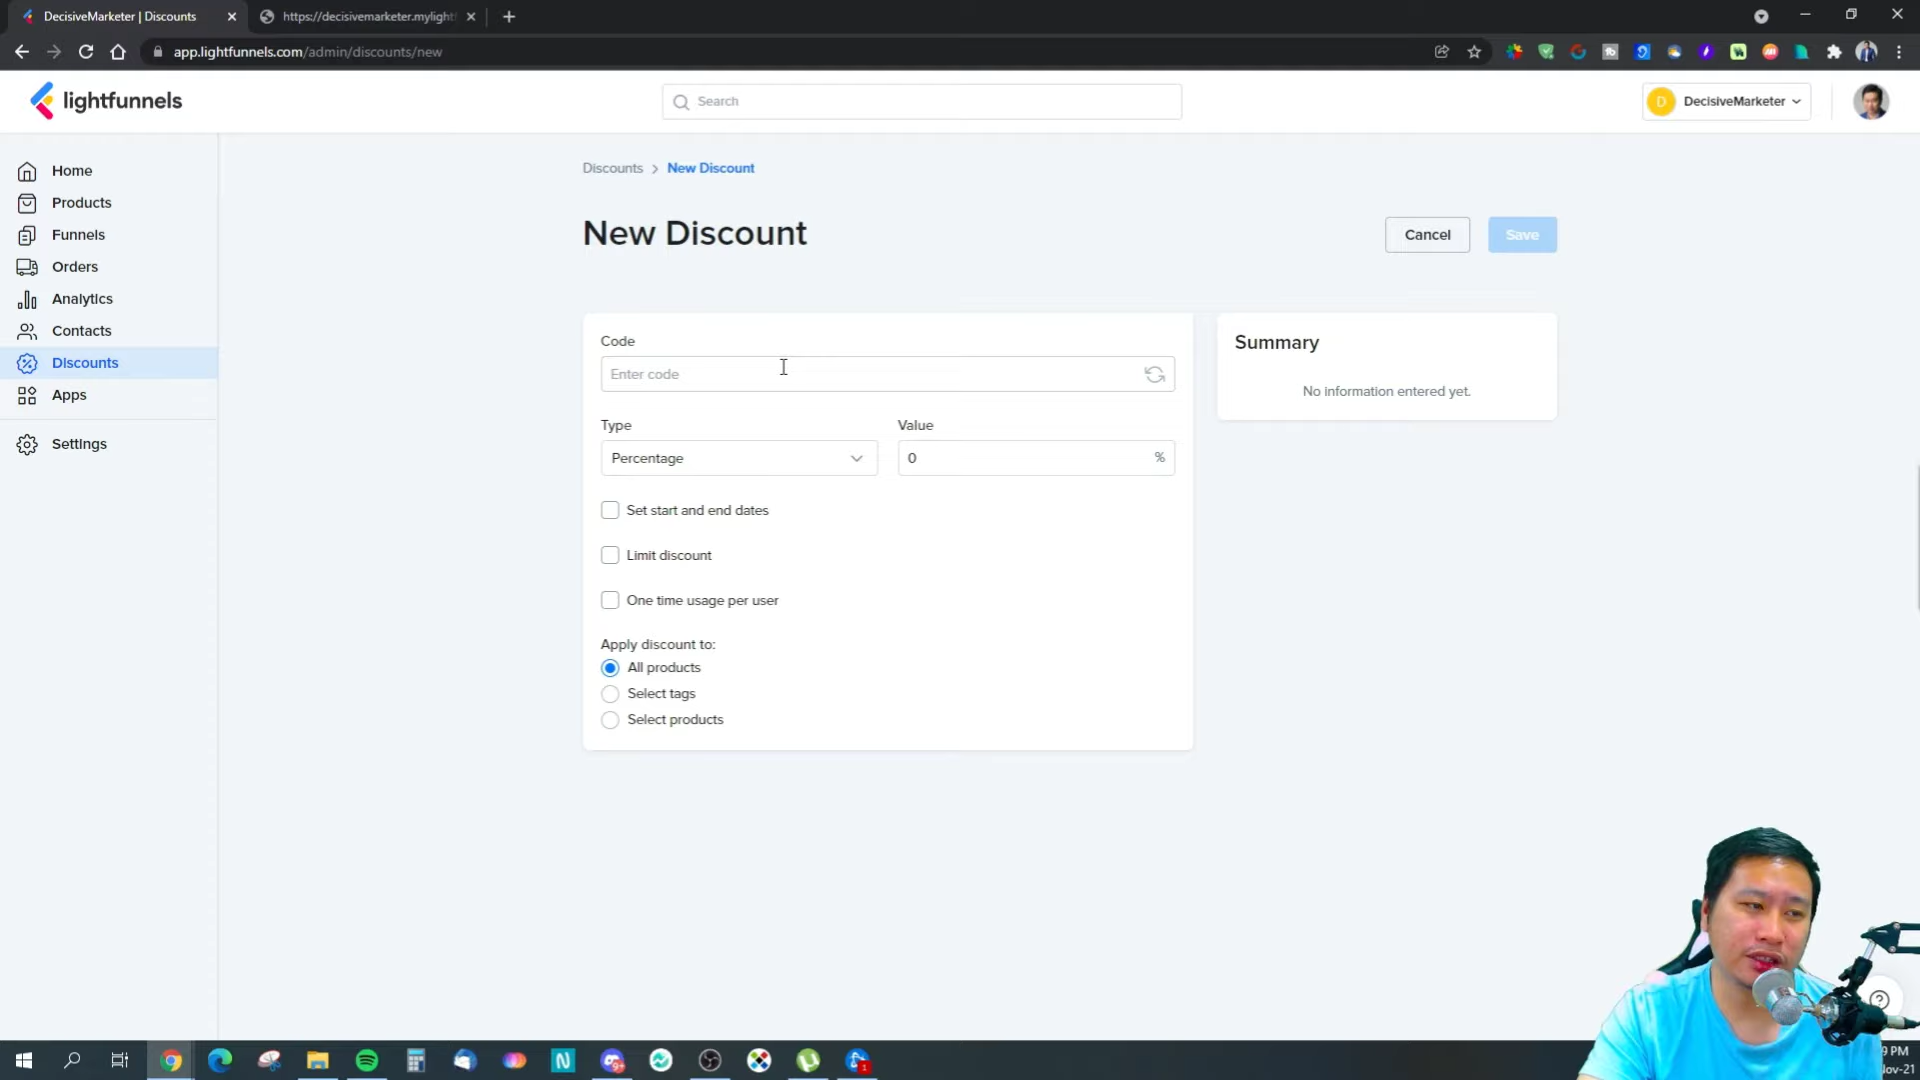 DecisiveMarketer | Discounts
https://decisivemarketer.mylight
app.lightfunnels.com/admin/discounts/new
lightfunnels
Search
D DecisiveMarketer
Home
Products
Funnels
Orders
Analytics
Contacts
Discounts
Apps
Settings
Discounts > New Discount
New Discount
Cancel
Save
Code
Enter code
Type
Value
Percentage
0 %
Set start and end dates
Limit discount
One time usage per user
Apply discount to:
All products
Select tags
Select products
Summary
No information entered yet.
9 PM